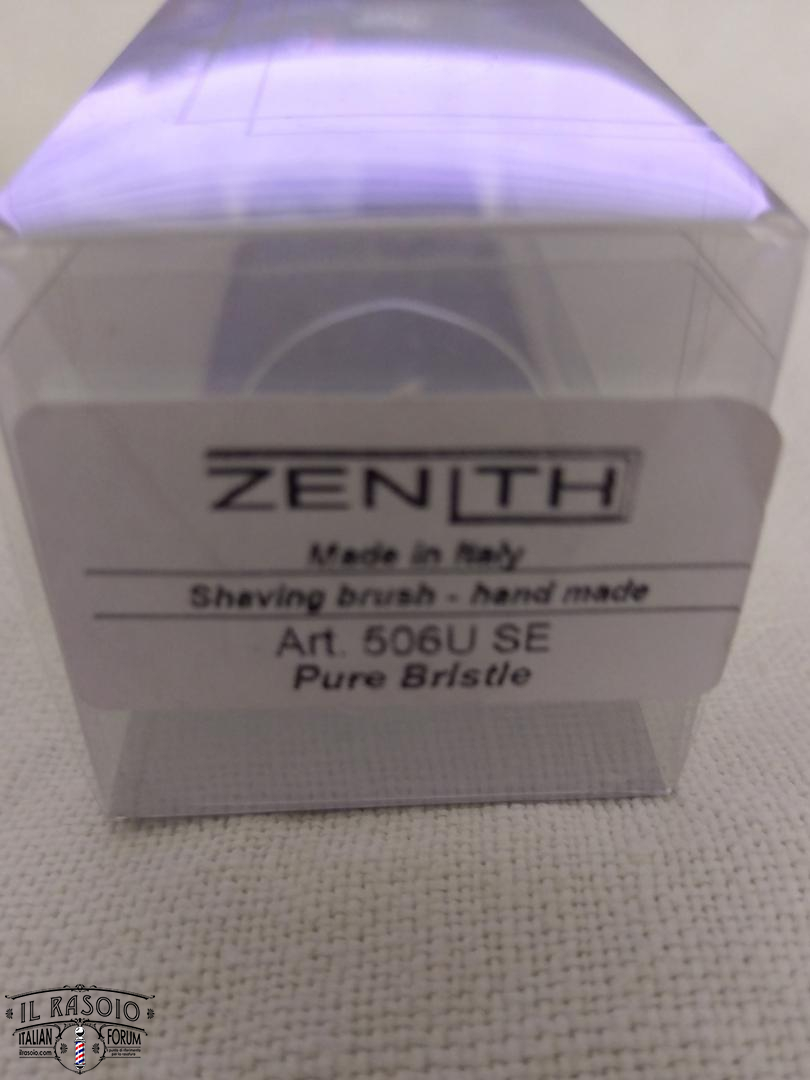 ZENITH
Made in Italy
Shaving brush - hand made
Art. 506U SE
Pure Bristle
IL RASOIO
ITALIAN FORUM
ilrasoio.com